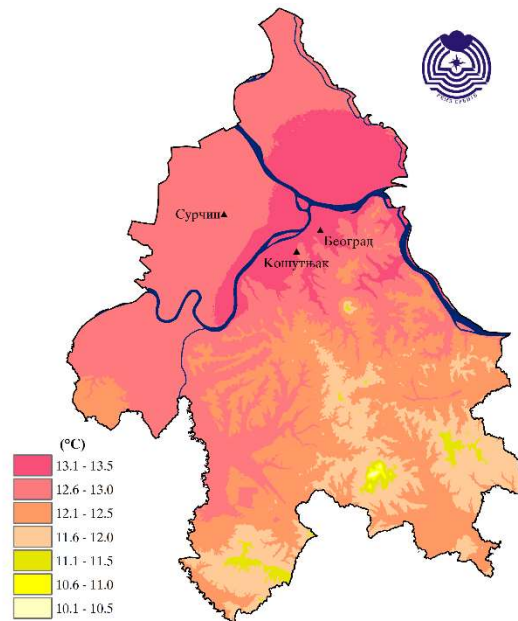 Сурчин
Београд
Кошутњак
(°C)
13.1 - 13.5
12.6 - 13.0
12.1 - 12.5
11.6 - 12.0
11.1 - 11.5
10.6 - 11.0
10.1 - 10.5